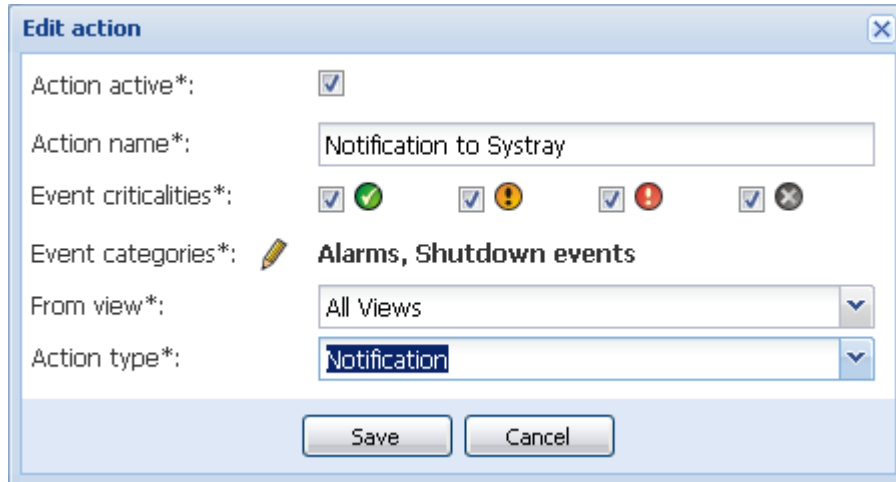 Edit action
Action active*:
Action name*: Notification to Systray
Event criticalities*:
Event categories*: Alarms, Shutdown events
From view*: All Views
Action type*: Notification
Save Cancel